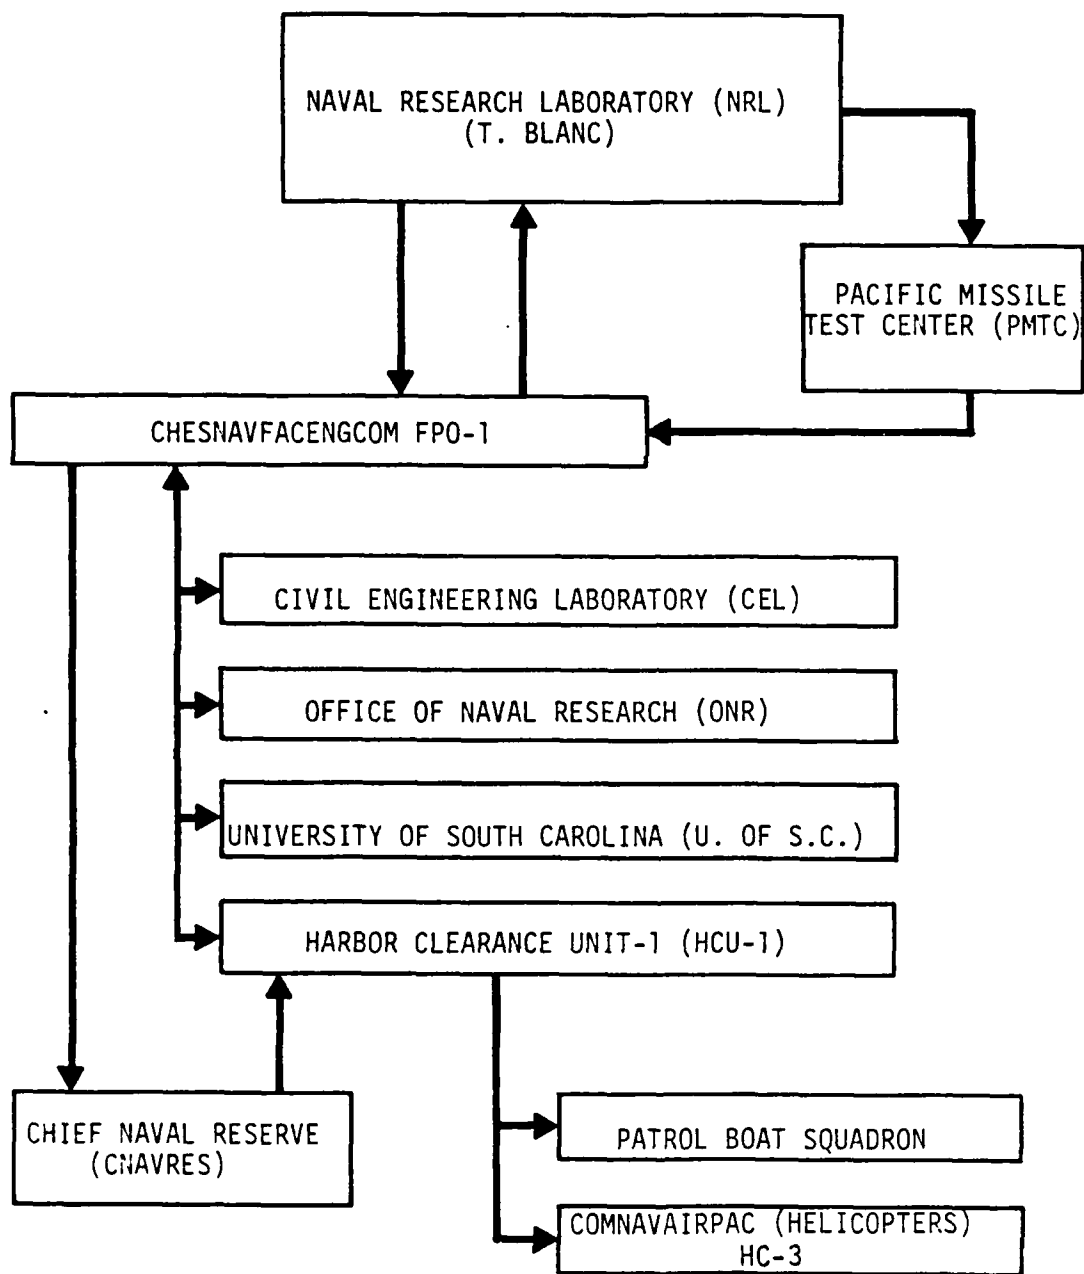 NAVAL RESEARCH LABORATORY (NRL)
(T. BLANC)
PACIFIC MISSILE
TEST CENTER (PMTC)
CHESNAVFACENGCOM FPO-1
CIVIL ENGINEERING LABORATORY (CEL)
OFFICE OF NAVAL RESEARCH (ONR)
UNIVERSITY OF SOUTH CAROLINA (U. OF S.C.)
HARBOR CLEARANCE UNIT-1 (HCU-1)
CHIEF NAVAL RESERVE
(CNAVRES)
PATROL BOAT SQUADRON
COMNAVAIRPAC (HELICOPTERS)
HC-3